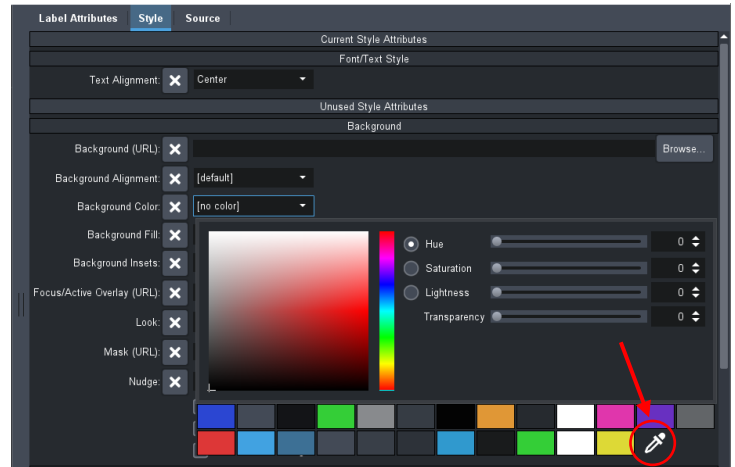 Label Attributes Style Source
Current Style Attributes
Font/Text Style
Text Alignment: Center
Unused Style Attributes
Background
Background (URL): Browse...
Background Alignment: [default]
Background Color: [no color]
Background Fill:
Background Insets:
Focus/Active Overlay (URL):
Look:
Mask (URL):
Nudge:
Hue 0
Saturation 0
Lightness 0
Transparency 0